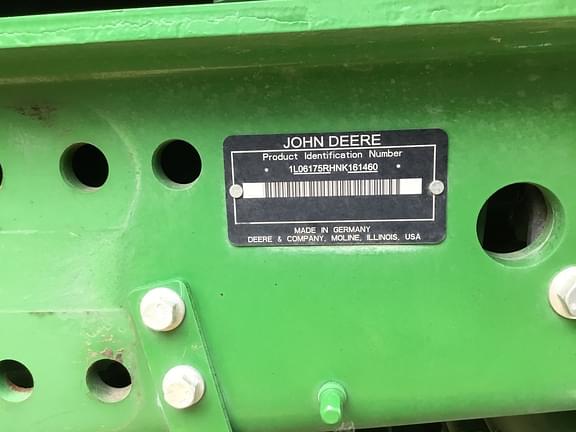 JOHN DEERE
Product Identification Number
*1L06175RHNK161460*
MADE IN GERMANY
DEERE & COMPANY, MOLINE, ILLINOIS, USA